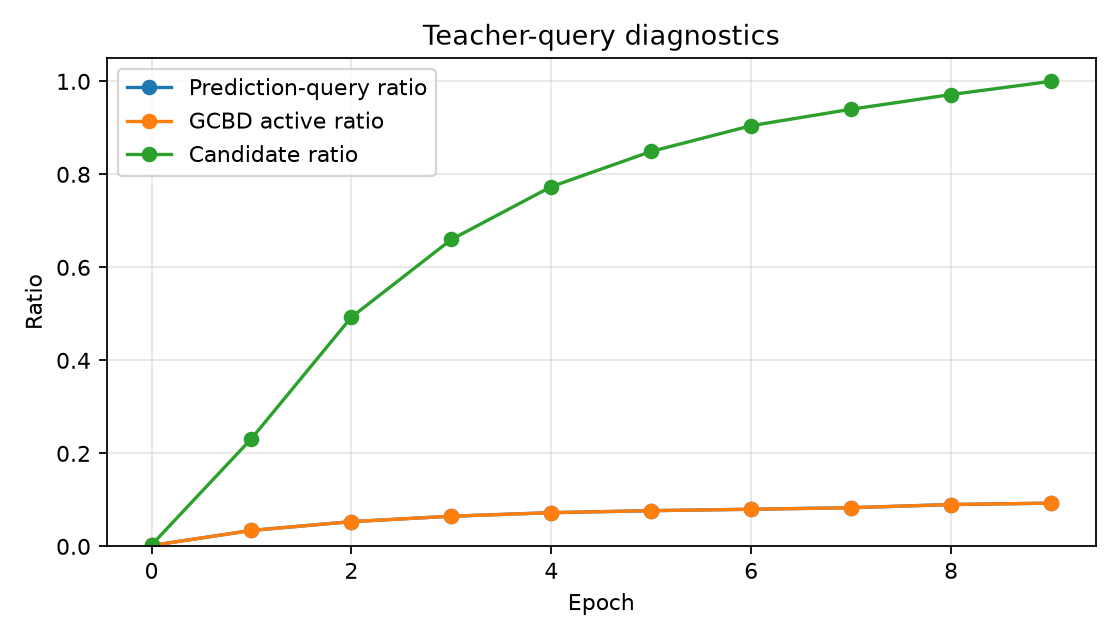 Teacher-query diagnostics
Prediction-query ratio
GCBD active ratio
Candidate ratio
1.0
0.8
0.6
0.4
0.2
0.0
Ratio
0 2 4 6 8
Epoch